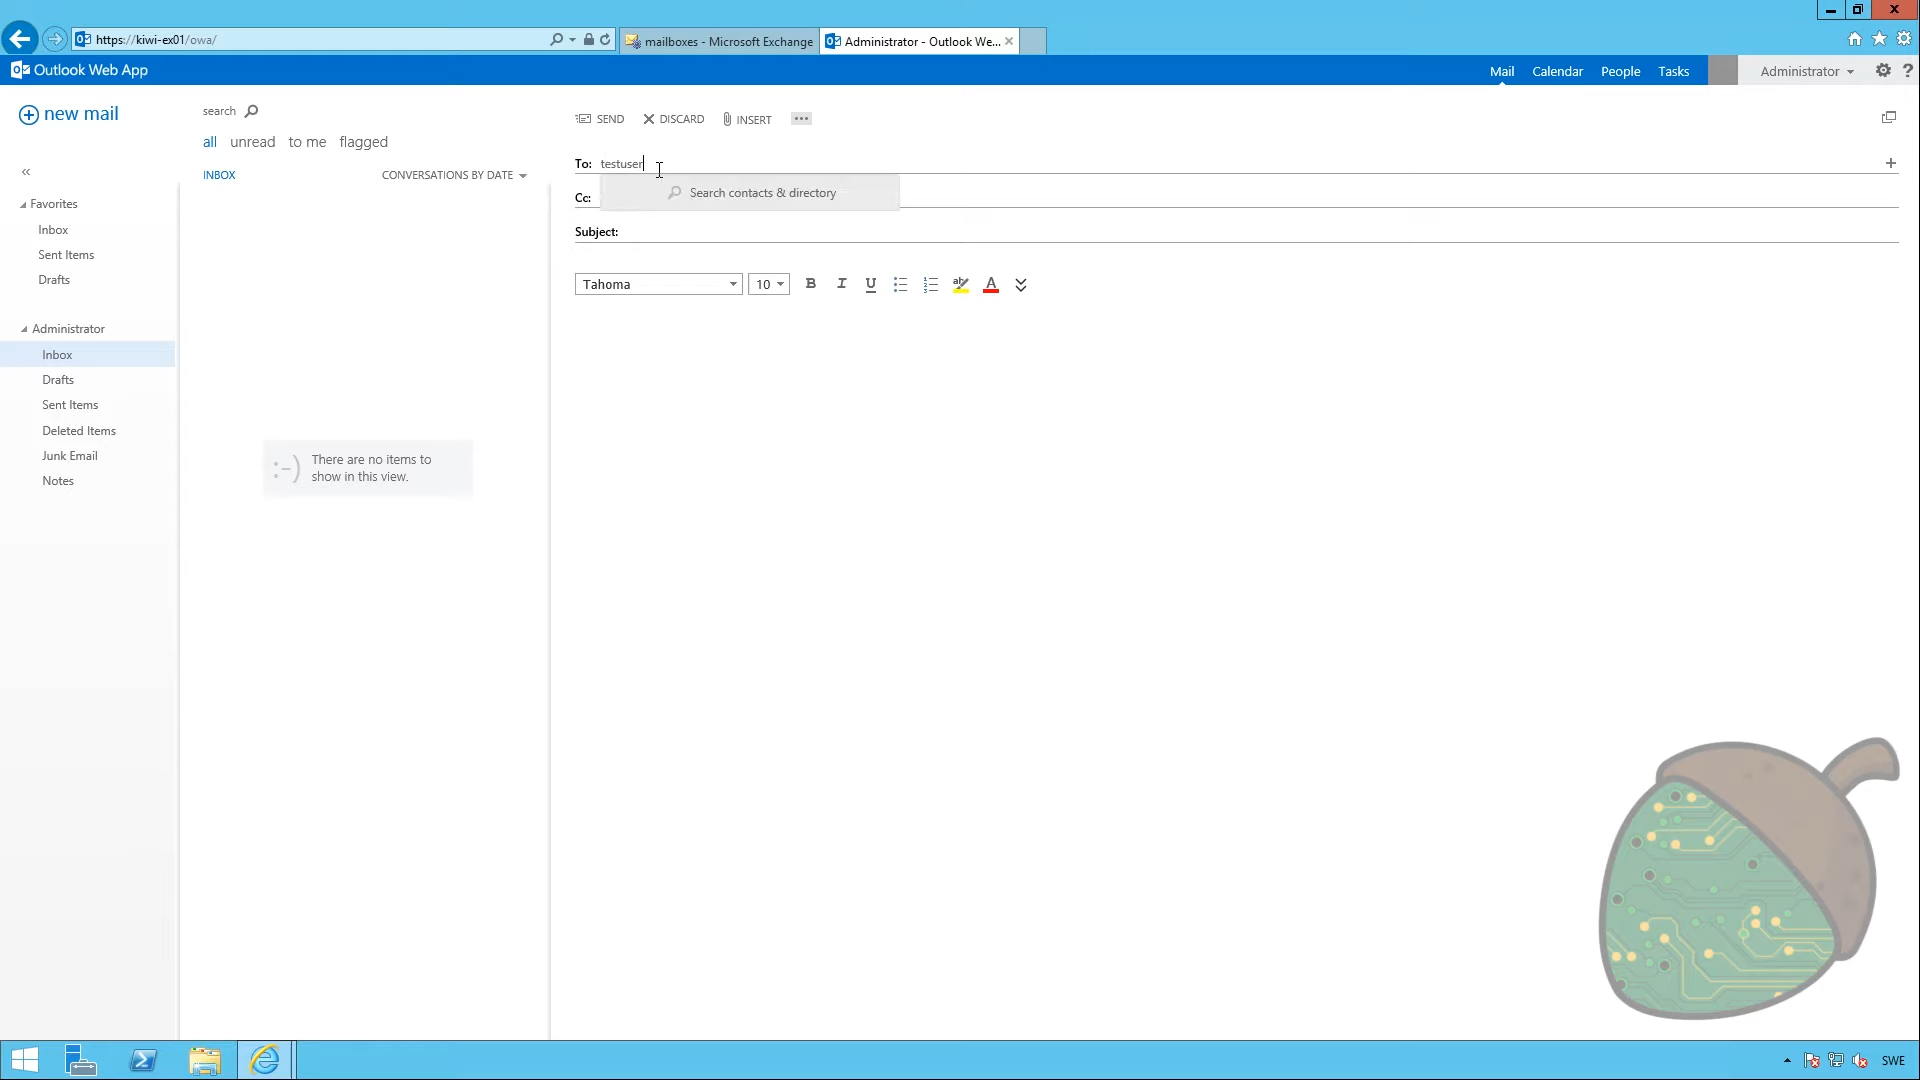 https://kiwi-ex01/owa/
mailboxes - Microsoft Exchange
Administrator - Outlook We...
Outlook Web App
Mail
Calendar
People
Tasks
Administrator
?
new mail
search
all
unread
to me
flagged
INBOX
CONVERSATIONS BY DATE
Favorites
Inbox
Sent Items
Drafts
Administrator
Inbox
Drafts
Sent Items
Deleted Items
Junk Email
Notes
:-)
There are no items to
show in this view.
SEND
DISCARD
INSERT
To: testuser
Search contacts & directory
Cc:
Subject:
Tahoma
10
B
I
U
ab
A
SWE